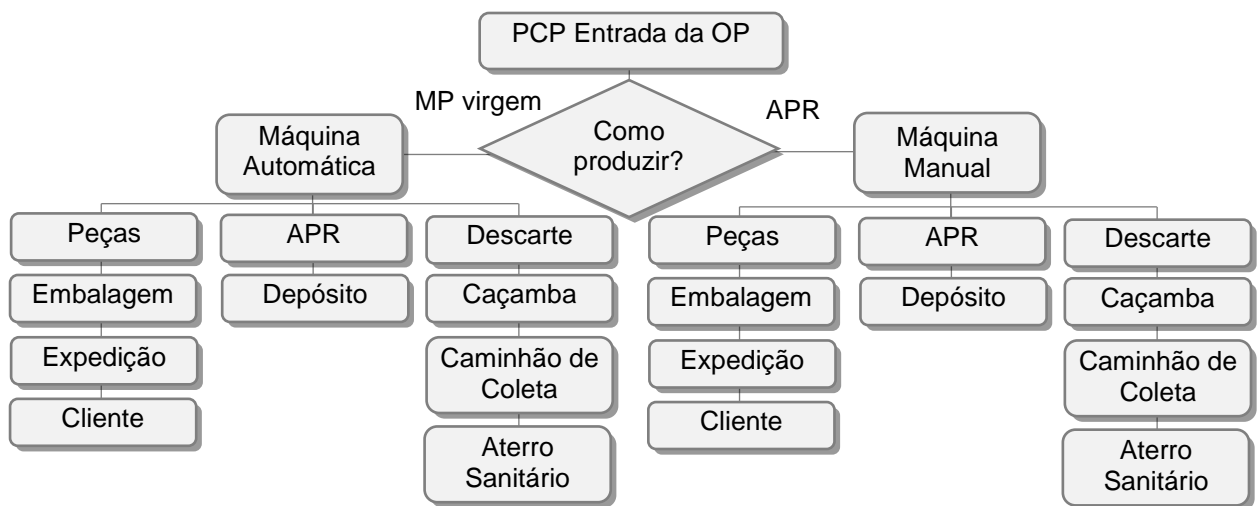 PCP Entrada da OP
MP virgem
APR
Como
produzir?
Máquina
Automática
Máquina
Manual
Peças
APR
Descarte
Peças
APR
Descarte
Embalagem
Depósito
Caçamba
Embalagem
Depósito
Caçamba
Expedição
Caminhão de
Coleta
Expedição
Caminhão de
Coleta
Cliente
Aterro
Sanitário
Cliente
Aterro
Sanitário